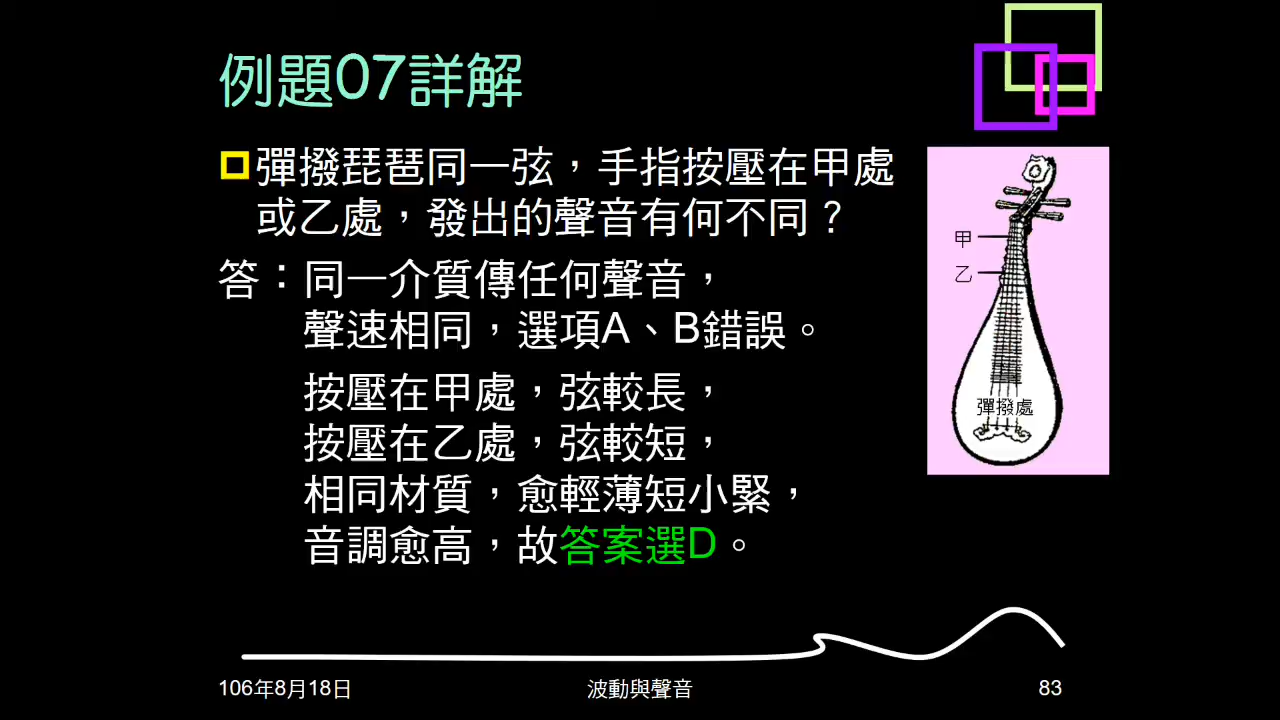 例題07詳解
彈撥琵琶同一弦，手指按壓在甲處
或乙處，發出的聲音有何不同？
答：同一介質傳任何聲音，
聲速相同，選項A、B錯誤。
按壓在甲處，弦較長，
按壓在乙處，弦較短，
相同材質，愈輕薄短小緊，
音調愈高，故答案選D。
甲
乙
彈撥處
106年8月18日
波動與聲音
83